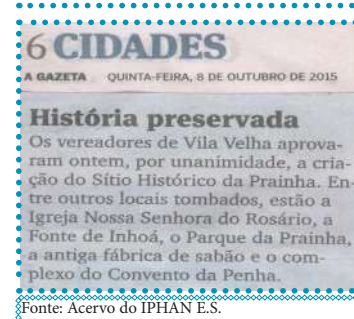 6 CIDADES
A GAZETA QUINTA-FEIRA, 8 DE OUTUBRO DE 2015
História preservada
Os vereadores de Vila Velha aprova-
ram ontem, por unanimidade, a cria-
ção do Sítio Histórico da Prainha. En-
tre outros locais tombados, estão a
Igreja Nossa Senhora do Rosário, a
Fonte de Inhoá, o Parque da Prainha,
a antiga fábrica de sabão e o com-
plexo do Convento da Penha.
Fonte: Acervo do IPHAN E.S.